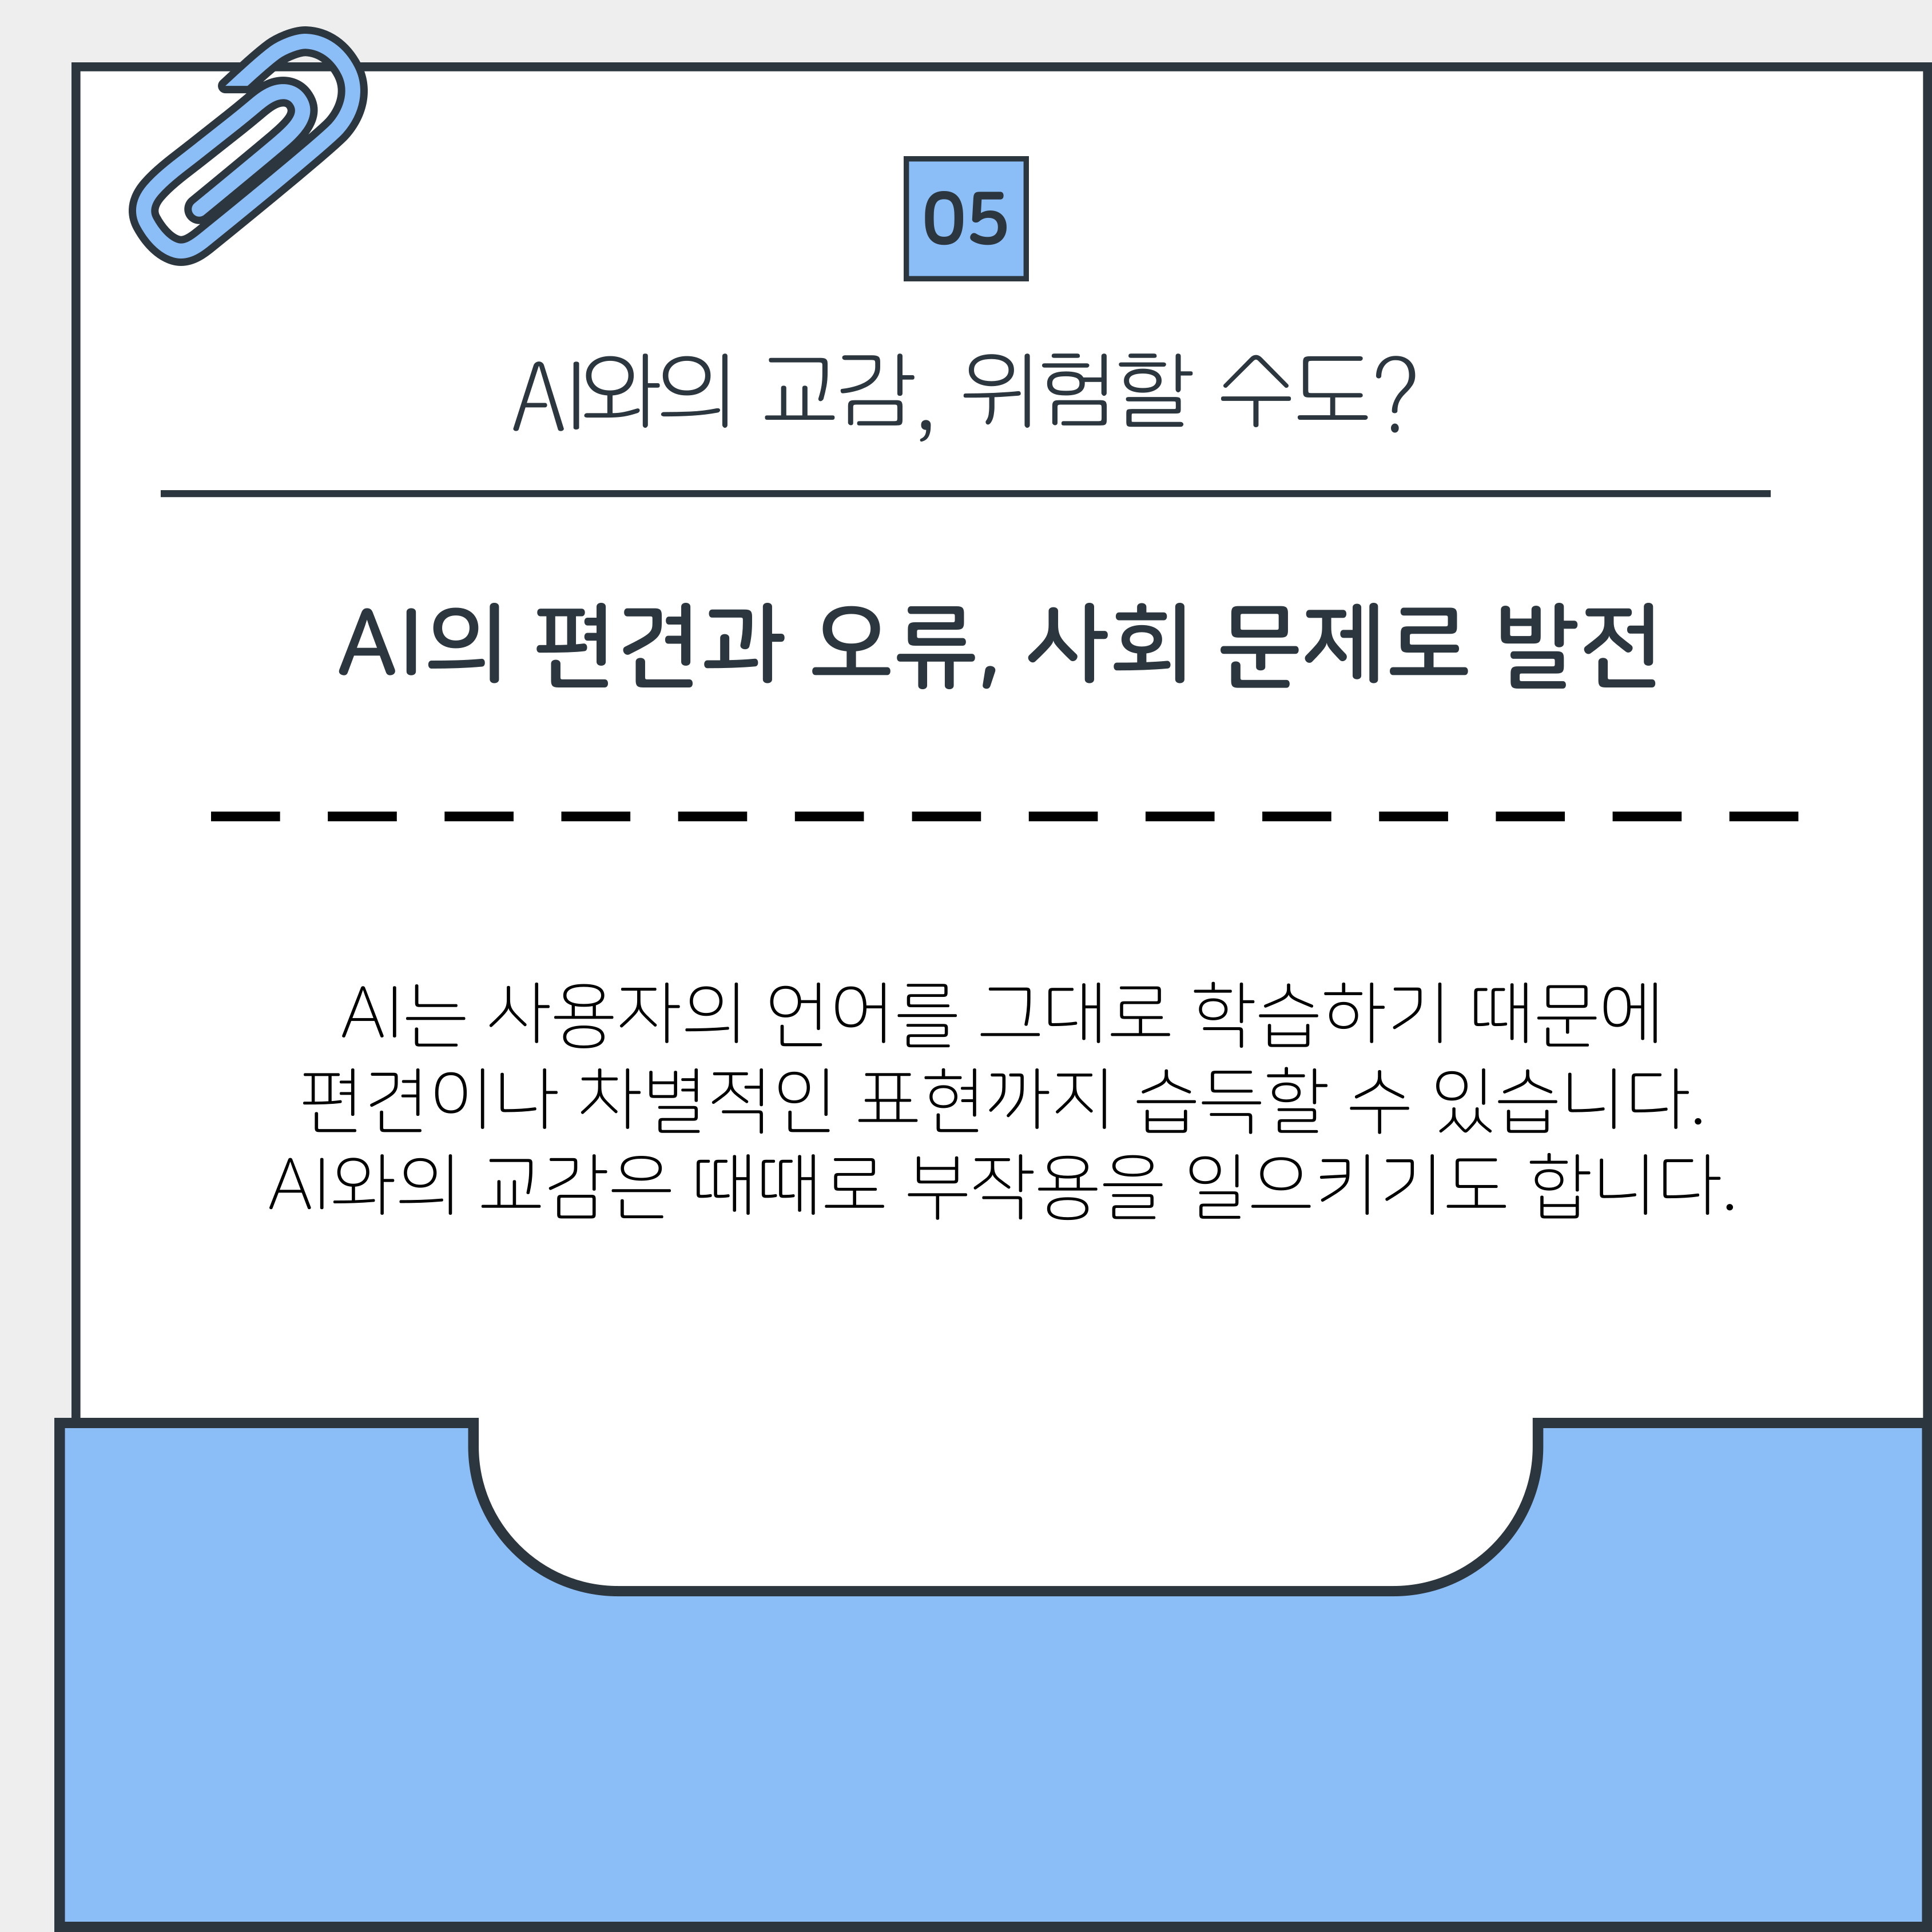 05
AI와의 교감, 위험할 수도?
AI의 편견과 오류, 사회 문제로 발전
AI는 사용자의 언어를 그대로 학습하기 때문에
편견이나 차별적인 표현까지 습득할 수 있습니다.
AI와의 교감은 때때로 부작용을 일으키기도 합니다.